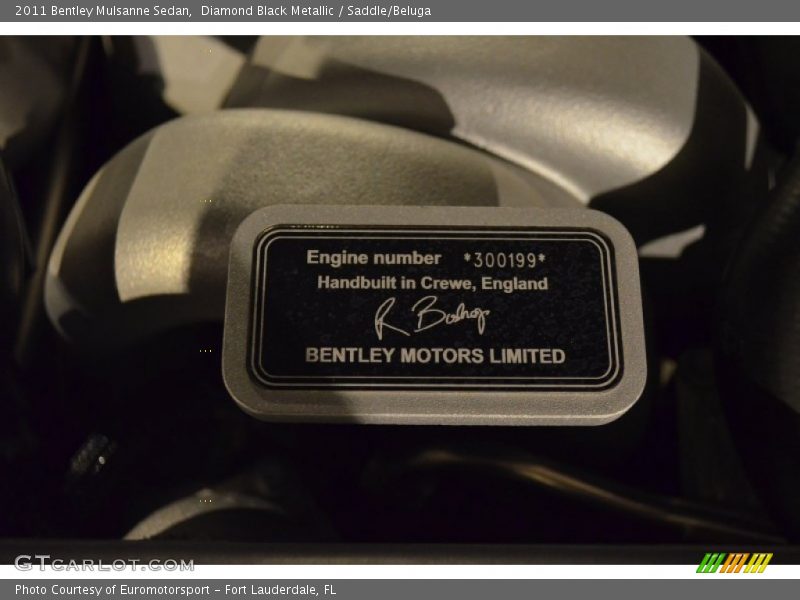 2011 Bentley Mulsanne Sedan,  Diamond Black Metallic / Saddle/Beluga
Engine number *300199*
Handbuilt in Crewe, England
R Bishop
BENTLEY MOTORS LIMITED
GTcarlot.com
Photo Courtesy of Euromotorsport – Fort Lauderdale, FL